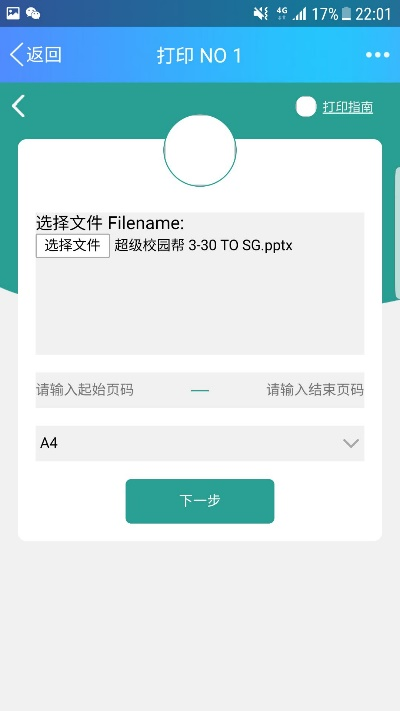 4G 17% 22:01
返回 打印 NO 1
打印指南
选择文件 Filename:
选择文件 超级校园帮 3-30 TO SG.pptx
请输入起始页码 — 请输入结束页码
A4
下一步